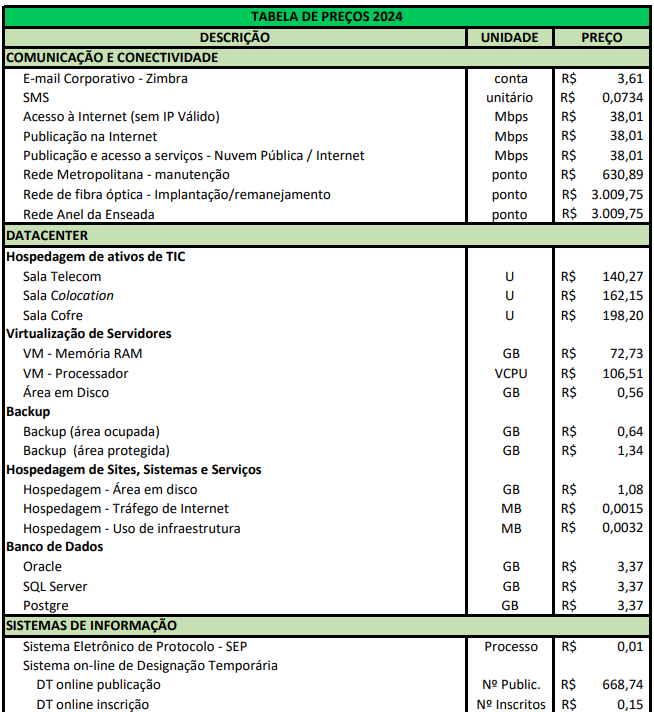 TABELA DE PREÇOS 2024
DESCRIÇÃO UNIDADE PREÇO
COMUNICAÇÃO E CONECTIVIDADE
E-mail Corporativo - Zimbra conta R$ 3,61
SMS unitário R$ 0,0734
Acesso à Internet (sem IP Válido) Mbps R$ 38,01
Publicação na Internet Mbps R$ 38,01
Publicação e acesso a serviços - Nuvem Pública / Internet Mbps R$ 38,01
Rede Metropolitana - manutenção ponto R$ 630,89
Rede de fibra óptica - Implantação/remanejamento ponto R$ 3.009,75
Rede Anel da Enseada ponto R$ 3.009,75
DATACENTER
Hospedagem de ativos de TIC
Sala Telecom U R$ 140,27
Sala Colocation U R$ 162,15
Sala Cofre U R$ 198,20
Virtualização de Servidores
VM - Memória RAM GB R$ 72,73
VM - Processador VCPU R$ 106,51
Área em Disco GB R$ 0,56
Backup
Backup (área ocupada) GB R$ 0,64
Backup (área protegida) GB R$ 1,34
Hospedagem de Sites, Sistemas e Serviços
Hospedagem - Área em disco GB R$ 1,08
Hospedagem - Tráfego de Internet MB R$ 0,0015
Hospedagem - Uso de infraestrutura MB R$ 0,0032
Banco de Dados
Oracle GB R$ 3,37
SQL Server GB R$ 3,37
Postgre GB R$ 3,37
SISTEMAS DE INFORMAÇÃO
Sistema Eletrônico de Protocolo - SEP Processo R$ 0,01
Sistema on-line de Designação Temporária
DT online publicação Nº Public. R$ 668,74
DT online inscrição Nº Inscritos R$ 0,15